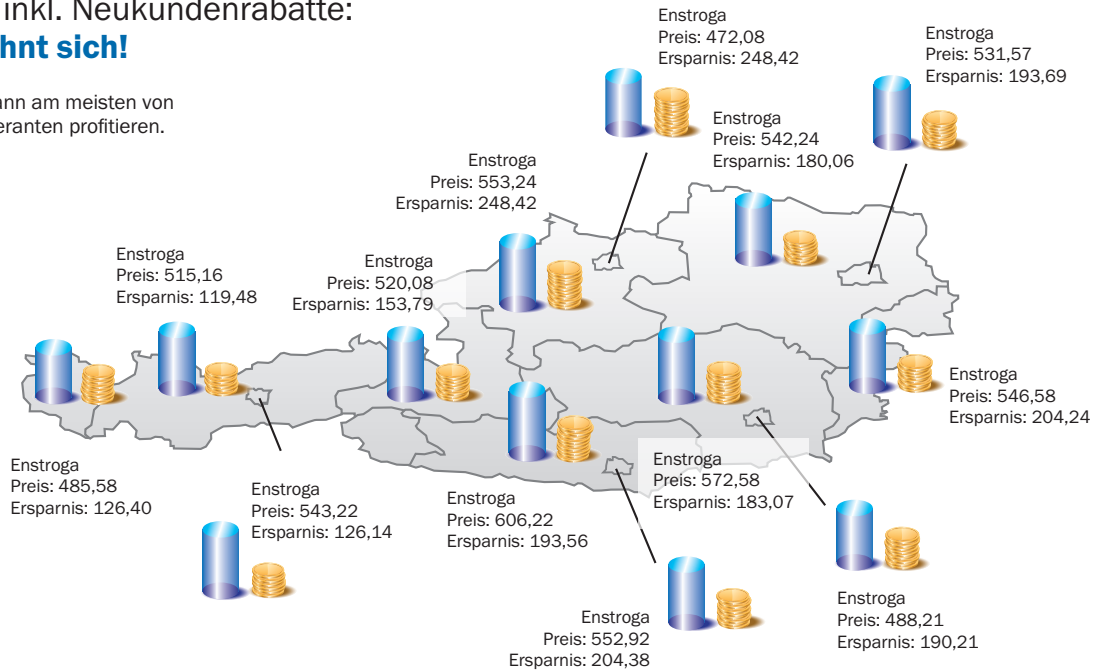 inkl. Neukundenrabatte:
hnt sich!
ann am meisten von
eranten profitieren.
Enstroga
Preis: 472,08
Ersparnis: 248,42
Enstroga
Preis: 531,57
Ersparnis: 193,69
Enstroga
Preis: 542,24
Ersparnis: 180,06
Enstroga
Preis: 553,24
Ersparnis: 248,42
Enstroga
Preis: 515,16
Ersparnis: 119,48
Enstroga
Preis: 520,08
Ersparnis: 153,79
Enstroga
Preis: 546,58
Ersparnis: 204,24
Enstroga
Preis: 485,58
Ersparnis: 126,40
Enstroga
Preis: 543,22
Ersparnis: 126,14
Enstroga
Preis: 606,22
Ersparnis: 193,56
Enstroga
Preis: 572,58
Ersparnis: 183,07
Enstroga
Preis: 552,92
Ersparnis: 204,38
Enstroga
Preis: 488,21
Ersparnis: 190,21